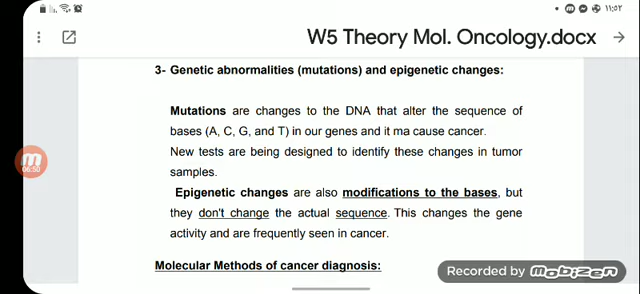 ١١:٥٢
W5 Theory Mol. Oncology.docx
3- Genetic abnormalities (mutations) and epigenetic changes:
Mutations are changes to the DNA that alter the sequence of
bases (A, C, G, and T) in our genes and it ma cause cancer.
New tests are being designed to identify these changes in tumor
samples.
Epigenetic changes are also modifications to the bases, but
they don't change the actual sequence. This changes the gene
activity and are frequently seen in cancer.
Molecular Methods of cancer diagnosis:
06:50
Recorded by mobizen